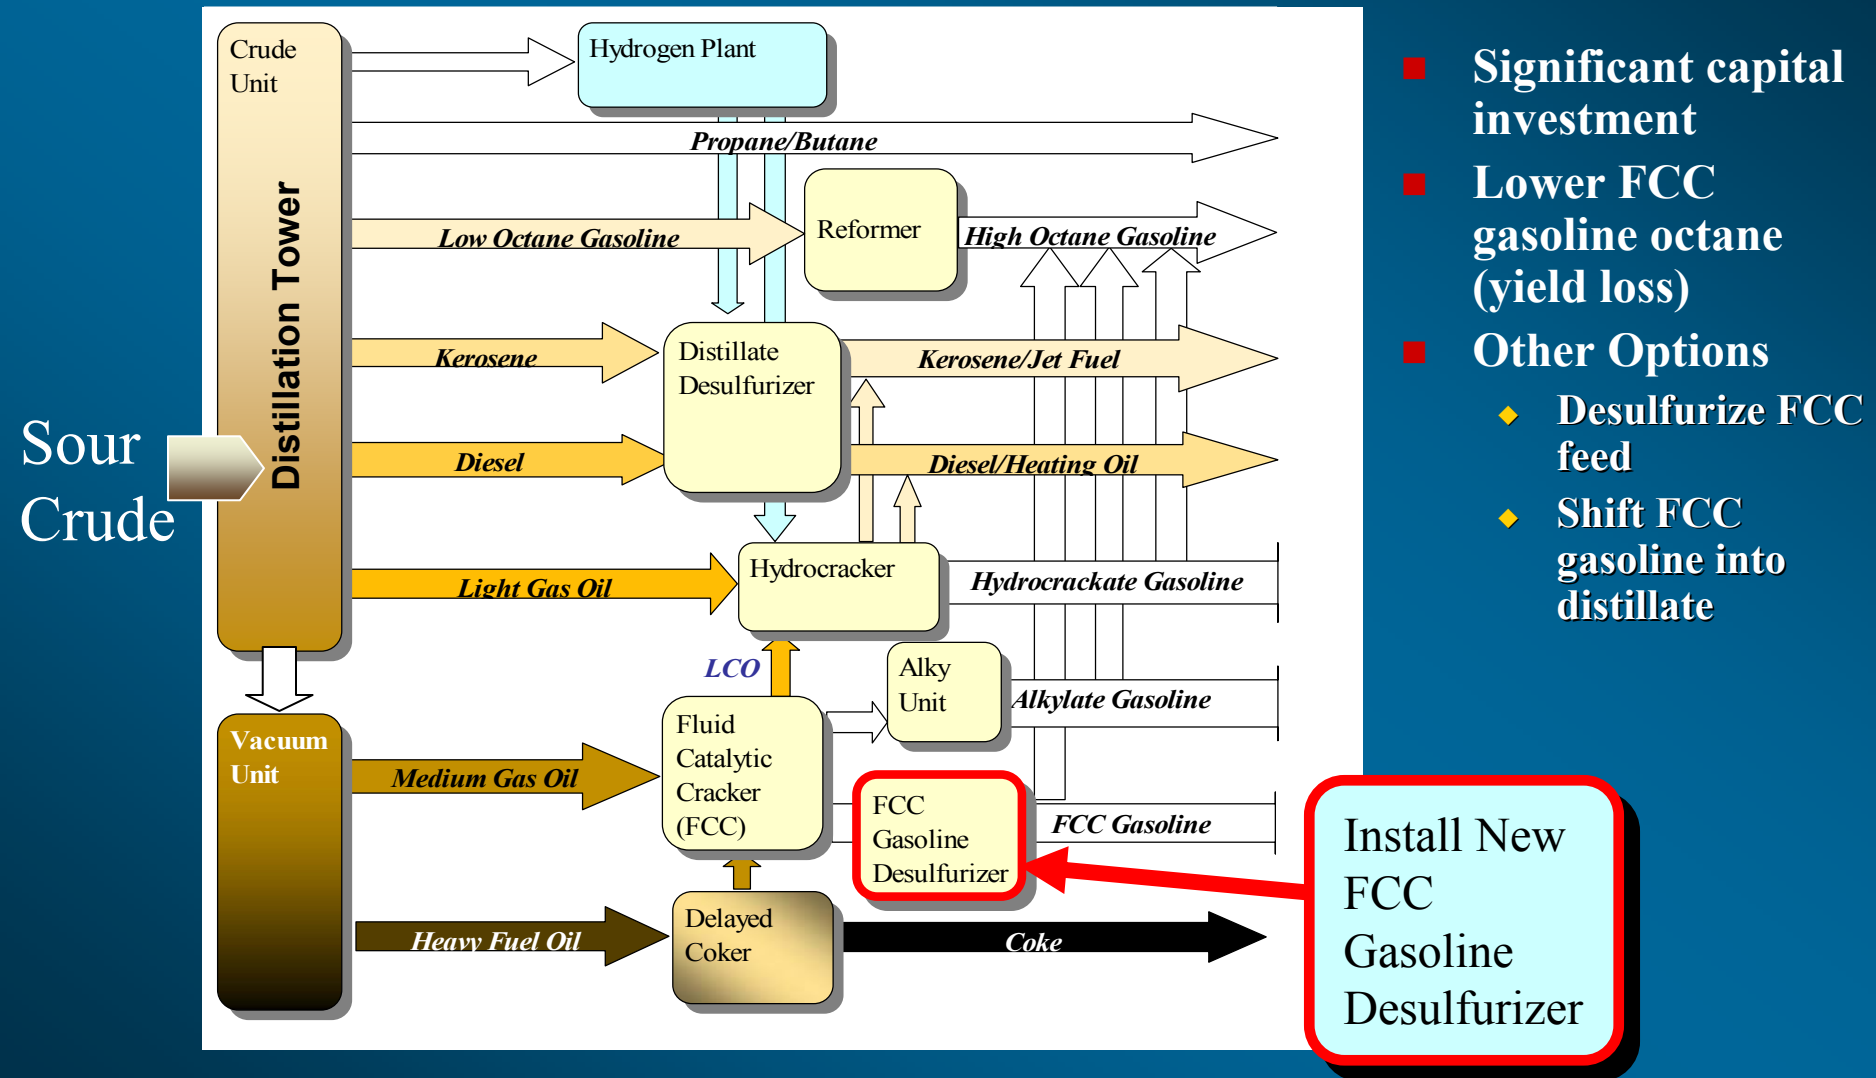 Sour
Crude
Crude
Unit
Distillation Tower
Vacuum
Unit
Hydrogen Plant
Propane/Butane
Low Octane Gasoline
Reformer
High Octane Gasoline
Kerosene
Distillate
Desulfurizer
Kerosene/Jet Fuel
Diesel
Diesel/Heating Oil
Light Gas Oil
Hydrocracker
Hydrocrackate Gasoline
LCO
Alky
Unit
Alkylate Gasoline
Medium Gas Oil
Fluid
Catalytic
Cracker
(FCC)
FCC
Gasoline
Desulfurizer
FCC Gasoline
Heavy Fuel Oil
Delayed
Coker
Coke
Significant capital
investment
Lower FCC
gasoline octane
(yield loss)
Other Options
Desulfurize FCC
feed
Shift FCC
gasoline into
distillate
Install New
FCC
Gasoline
Desulfurizer